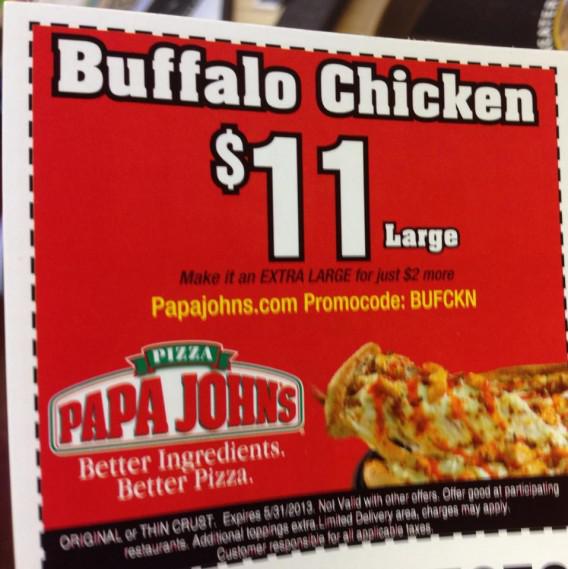 Buffalo Chicken
$11 Large
Make it an EXTRA LARGE for just $2 more
Papajohns.com Promocode: BUFCKN
PIZZA
PAPA JOHN'S
Better Ingredients.
Better Pizza.
ORIGINAL or THIN CRUST. Expires 5/31/2013. Not Valid with other offers. Offer good at participating
restaurants. Additional toppings extra. Limited Delivery area, charges may apply.
Customer responsible for all applicable taxes.